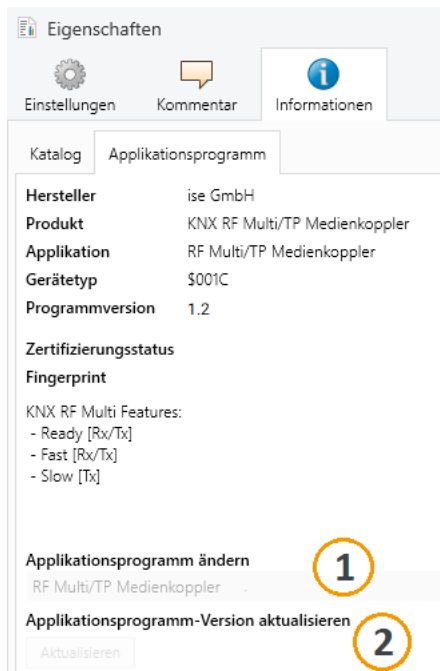 Eigenschaften
Einstellungen Kommentar Informationen
Katalog Applikationsprogramm
Hersteller ise GmbH
Produkt KNX RF Multi/TP Medienkoppler
Applikation RF Multi/TP Medienkoppler
Gerätetyp $001C
Programmversion 1.2
Zertifizierungsstatus
Fingerprint
KNX RF Multi Features:
- Ready [Rx/Tx]
- Fast [Rx/Tx]
- Slow [Tx]
Applikationsprogramm ändern 1
RF Multi/TP Medienkoppler
Applikationsprogramm-Version aktualisieren 2
Aktualisieren